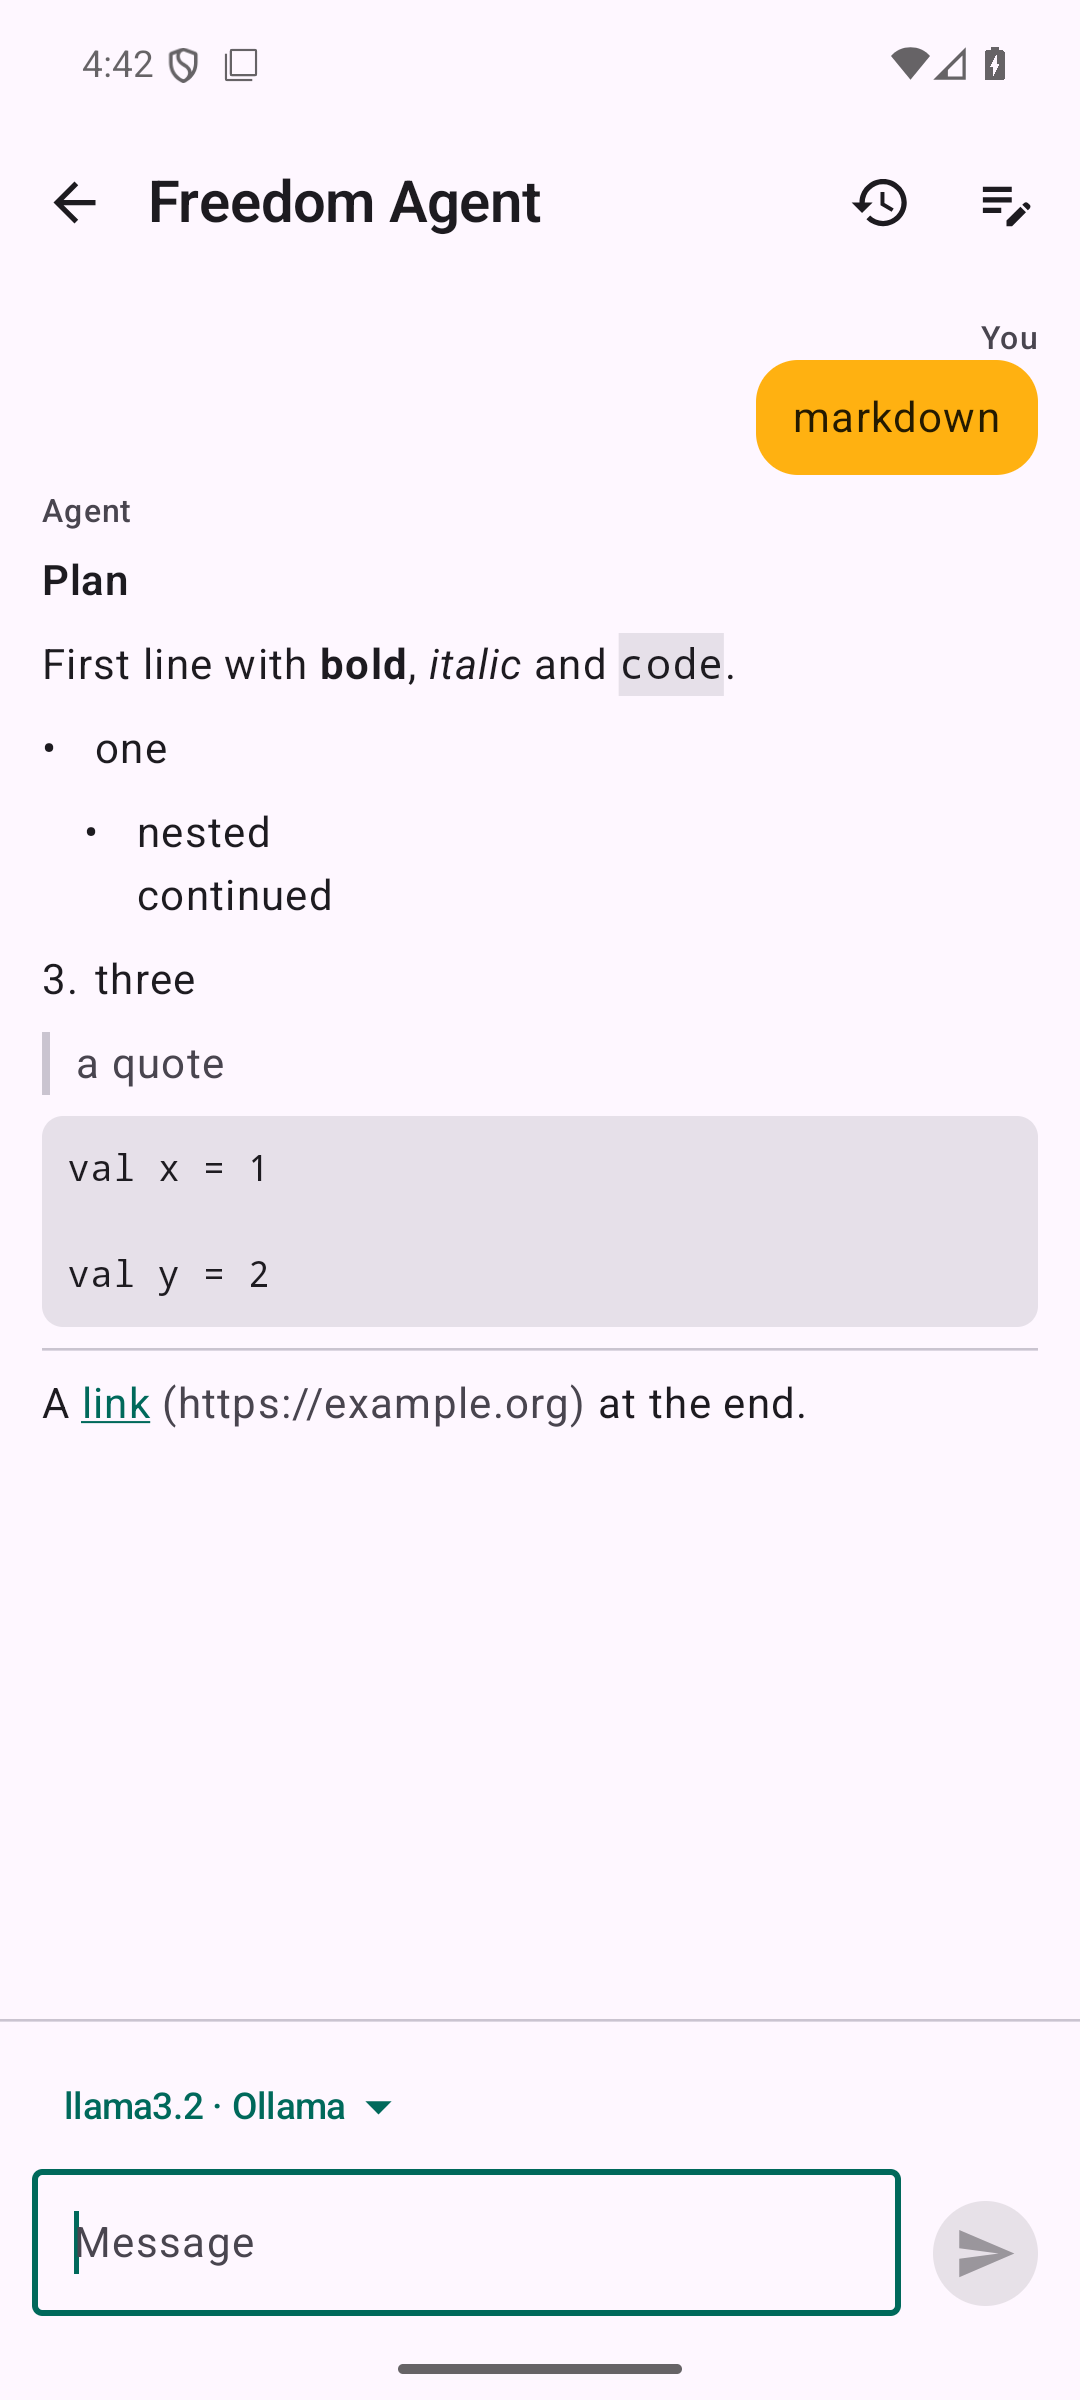 4:42
Freedom Agent
You
markdown
Agent
Plan
First line with bold, italic and code.
• one
• nested
continued
3. three
a quote
val x = 1
val y = 2
A link (https://example.org) at the end.
llama3.2 · Ollama
Message